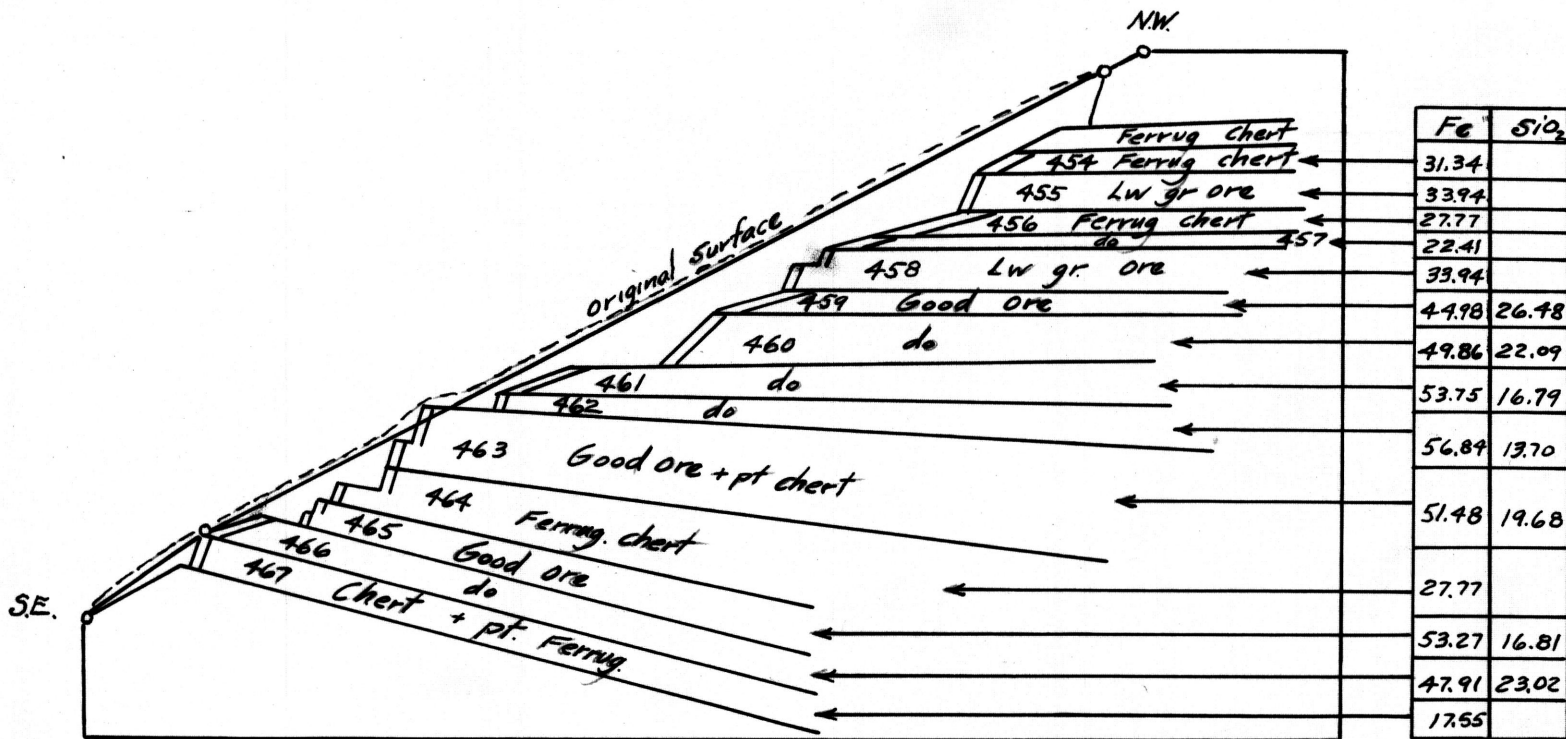 N.W.
Fe SiO2
Ferrug chert
454 Ferrug chert 31.34
455 Lw gr ore 33.94
456 Ferrug chert 27.77
do 457 22.41
458 Lw gr. ore 33.94
459 Good ore 44.98 26.48
460 do 49.86 22.09
461 do 53.75 16.79
462 do 56.84 13.70
463 Good ore + pt chert 51.48 19.68
464 Ferrug. chert 27.77
465 Good ore 53.27 16.81
466 do 47.91 23.02
467 Chert + pt. Ferrug. 17.55
original surface
S.E.